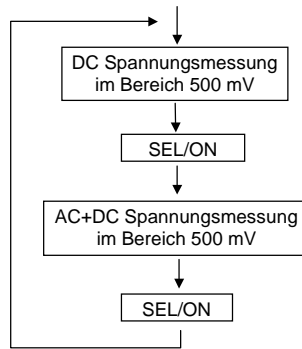 DC Spannungsmessung
im Bereich 500 mV
SEL/ON
AC+DC Spannungsmessung
im Bereich 500 mV
SEL/ON